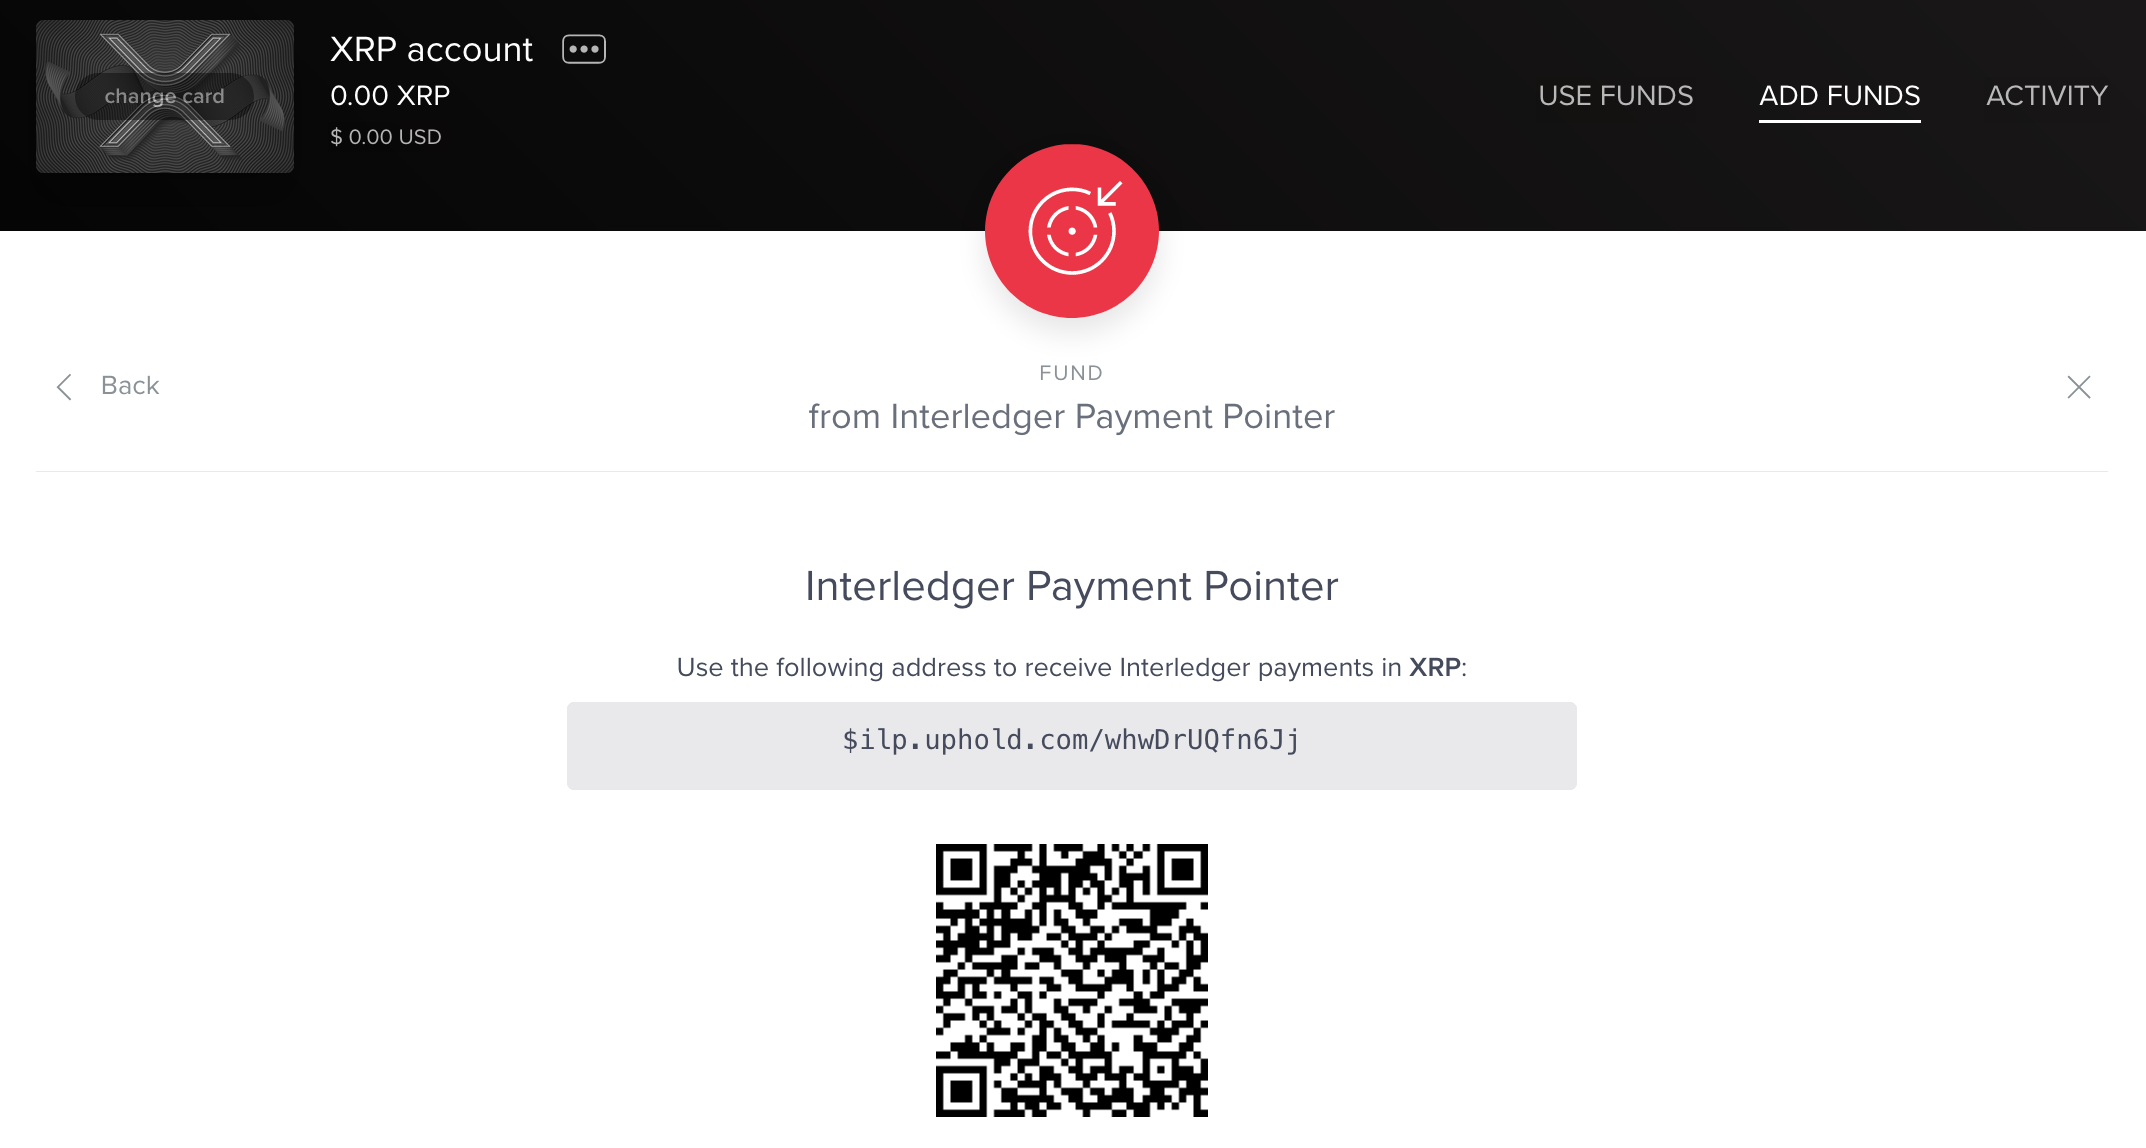 change card
XRP account
0.00 XRP
$ 0.00 USD
USE FUNDS
ADD FUNDS
ACTIVITY
Back
FUND
from Interledger Payment Pointer
Interledger Payment Pointer
Use the following address to receive Interledger payments in XRP:
$ilp.uphold.com/whwDrUQfn6Jj